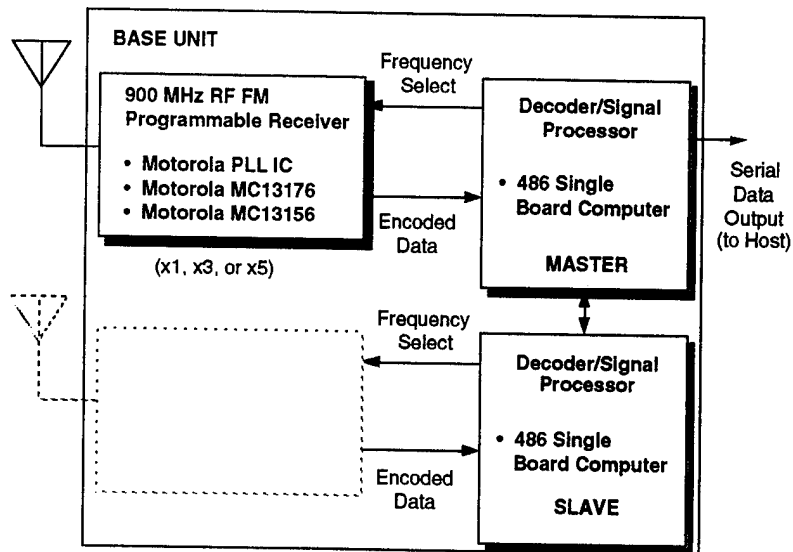 BASE UNIT
900 MHz RF FM
Programmable Receiver
• Motorola PLL IC
• Motorola MC13176
• Motorola MC13156
(x1, x3, or x5)
Frequency
Select
Encoded
Data
Decoder/Signal
Processor
• 486 Single
Board Computer
MASTER
Serial
Data
Output
(to Host)
Frequency
Select
Encoded
Data
Decoder/Signal
Processor
• 486 Single
Board Computer
SLAVE